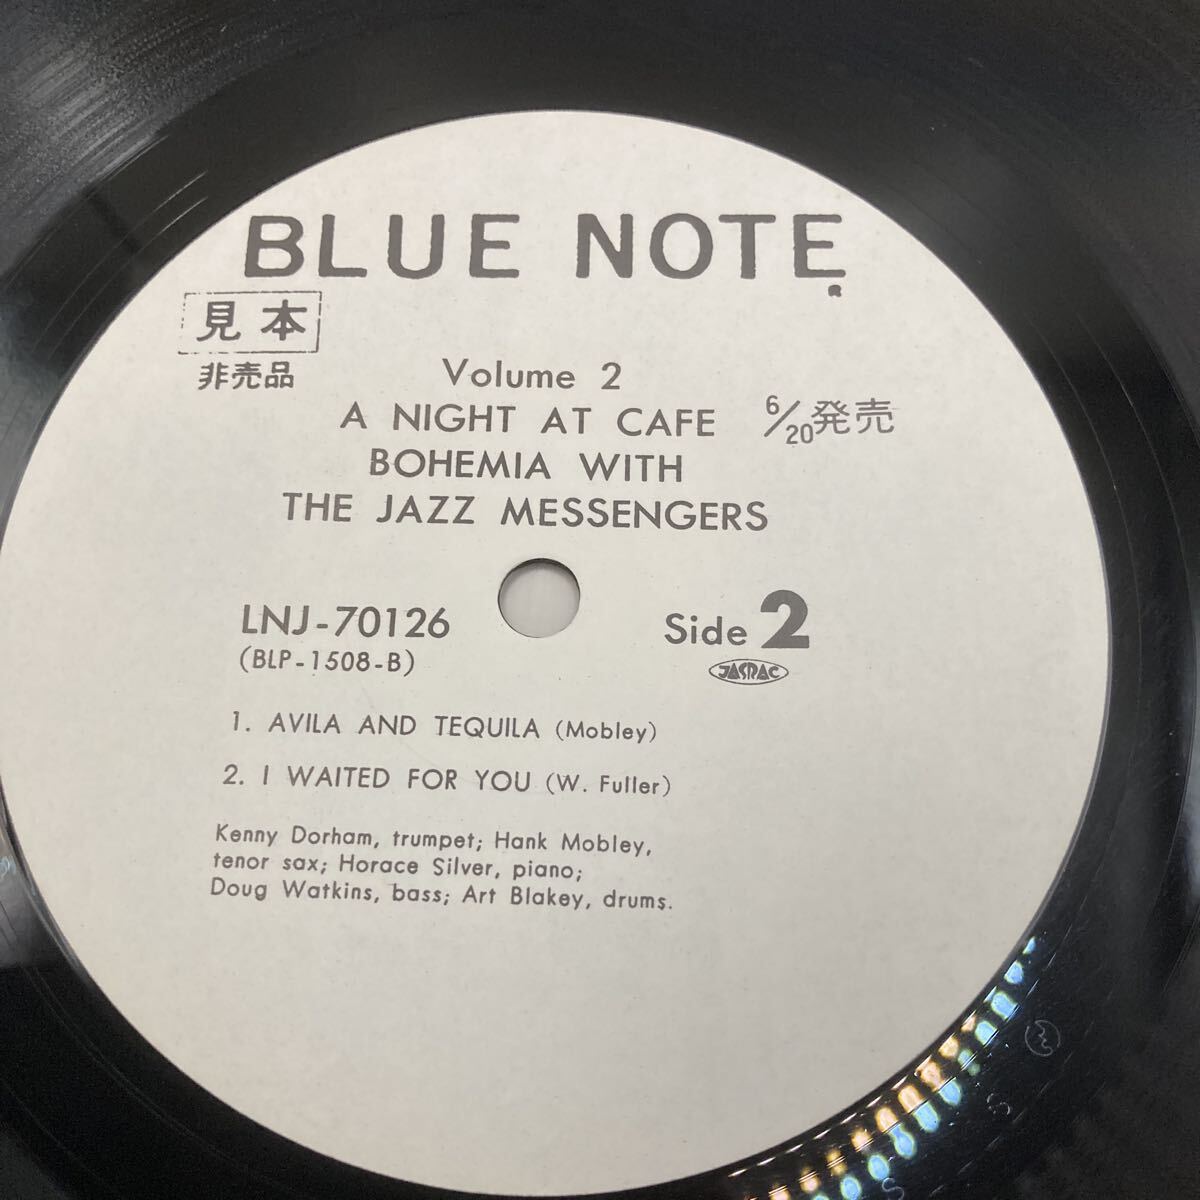 BLUE NOTE
R
見本
非売品
Volume 2
A NIGHT AT CAFE
6/20発売
BOHEMIA WITH
THE JAZZ MESSENGERS
LNJ-70126
(BLP-1508-B)
Side 2
JASRAC
1. AVILA AND TEQUILA (Mobley)
2. I WAITED FOR YOU (W. Fuller)
Kenny Dorham, trumpet; Hank Mobley,
tenor sax; Horace Silver, piano;
Doug Watkins, bass; Art Blakey, drums.
S
S